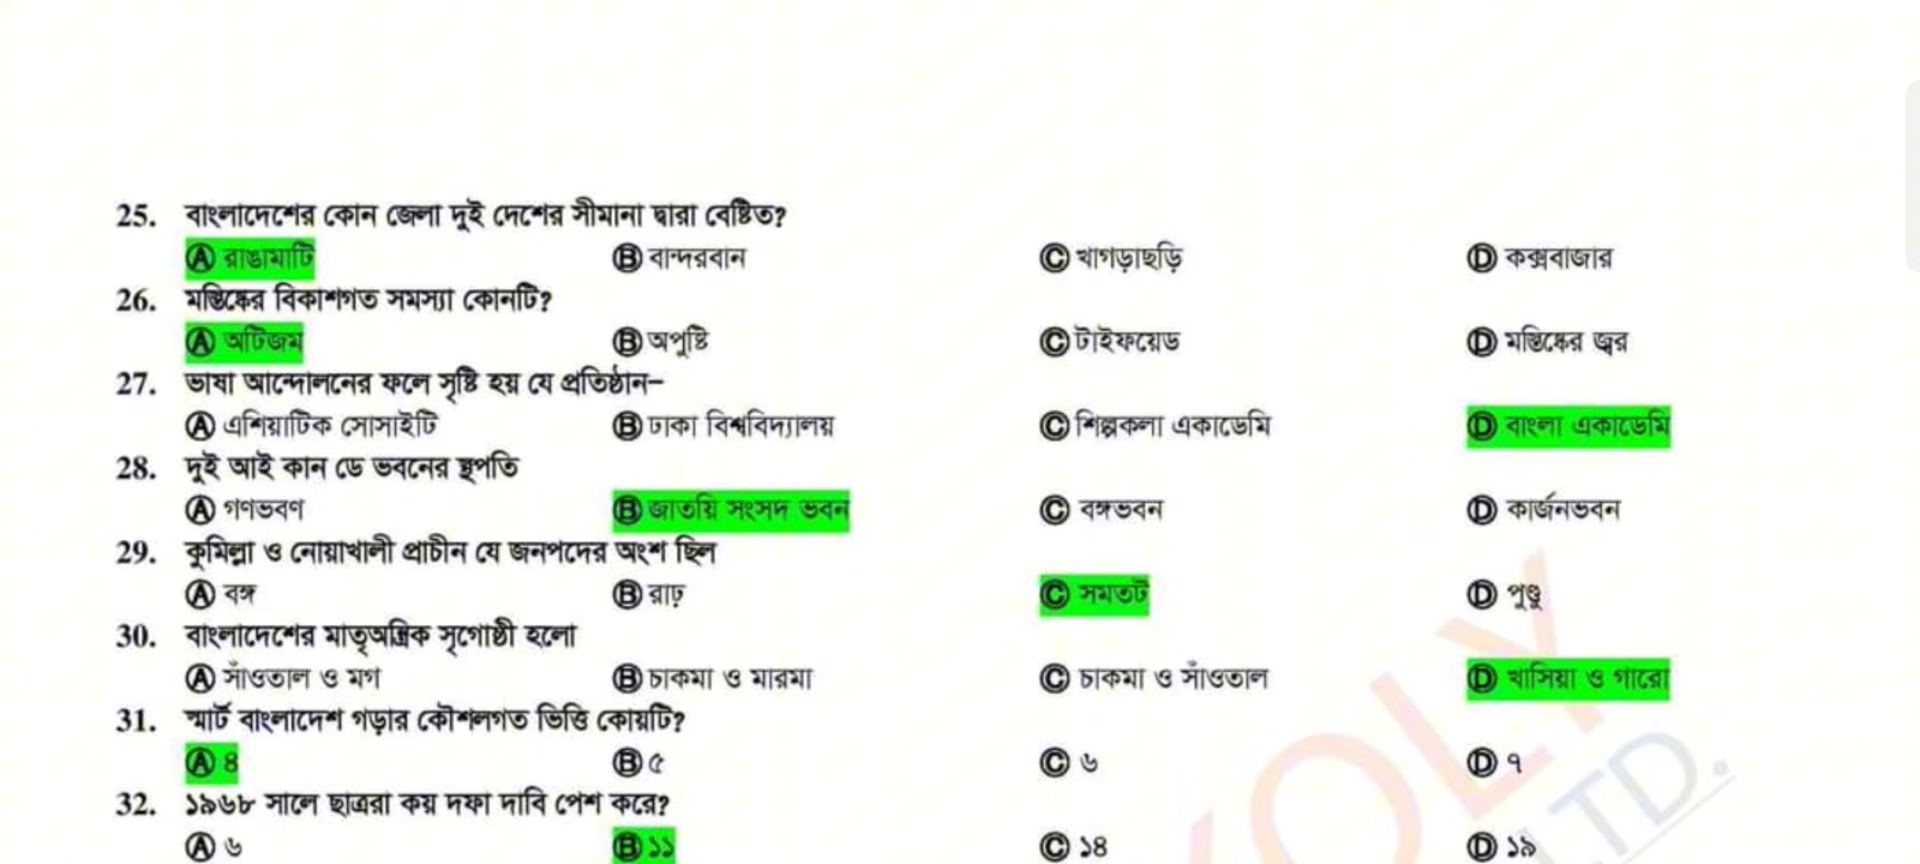 25. বাংলাদেশের কোন জেলা দুই দেশের সীমানা দ্বারা বেষ্টিত?
Ⓐ রাঙামাটি Ⓑ বান্দরবান Ⓒ খাগড়াছড়ি Ⓓ কক্সবাজার
26. মস্তিষ্কের বিকাশগত সমস্যা কোনটি?
Ⓐ অটিজম Ⓑ অপুষ্টি Ⓒ টাইফয়েড Ⓓ মস্তিষ্কের জ্বর
27. ভাষা আন্দোলনের ফলে সৃষ্টি হয় যে প্রতিষ্ঠান–
Ⓐ এশিয়াটিক সোসাইটি Ⓑ ঢাকা বিশ্ববিদ্যালয় Ⓒ শিল্পকলা একাডেমি Ⓓ বাংলা একাডেমি
28. দুই আই কান ডে ভবনের স্থপতি
Ⓐ গণভবণ Ⓑ জাতয়ি সংসদ ভবন Ⓒ বঙ্গভবন Ⓓ কার্জনভবন
29. কুমিল্লা ও নোয়াখালী প্রাচীন যে জনপদের অংশ ছিল
Ⓐ বঙ্গ Ⓑ রাঢ় Ⓒ সমতট Ⓓ পুণ্ড্র
30. বাংলাদেশের মাতৃঅন্ত্রিক সৃগোষ্ঠী হলো
Ⓐ সাঁওতাল ও মগ Ⓑ চাকমা ও মারমা Ⓒ চাকমা ও সাঁওতাল Ⓓ খাসিয়া ও গারো
31. স্মার্ট বাংলাদেশ গড়ার কৌশলগত ভিত্তি কোয়টি?
Ⓐ ৪ Ⓑ ৫ Ⓒ ৬ Ⓓ ৭
32. ১৯৬৮ সালে ছাত্ররা কয় দফা দাবি পেশ করে?
Ⓐ ৬ Ⓑ ১১ Ⓒ ১৪ Ⓓ ১৯
OLY
LTD.